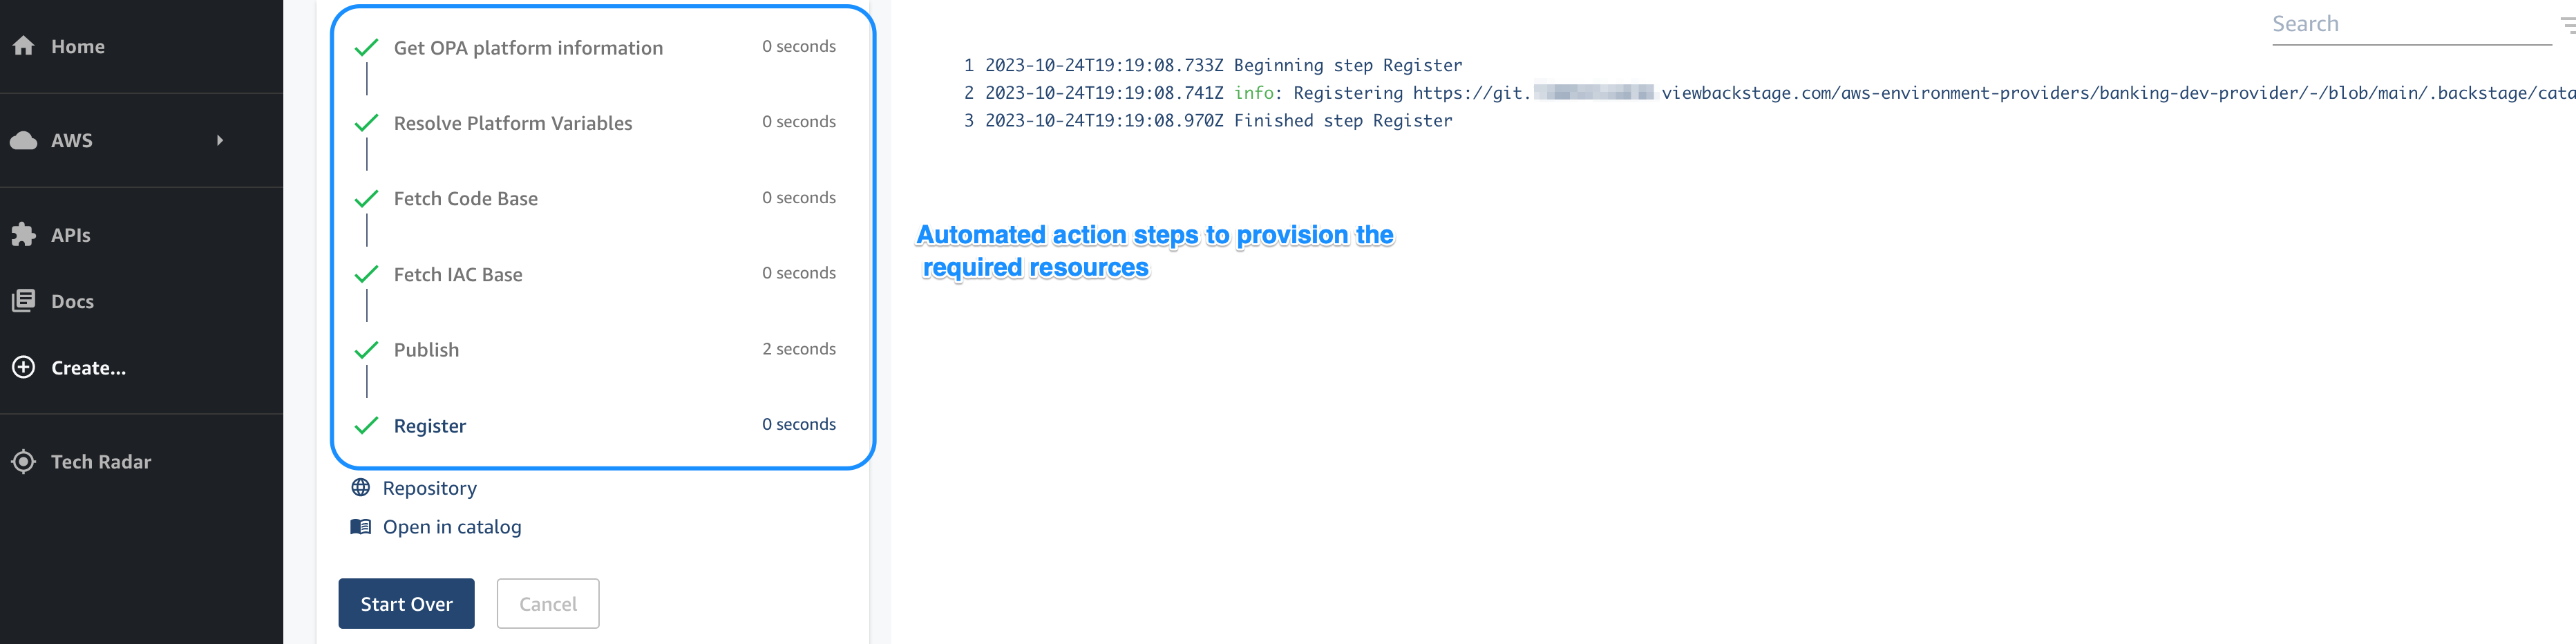 Home
AWS
APIs
Docs
Create...
Tech Radar
Get OPA platform information 0 seconds
Resolve Platform Variables 0 seconds
Fetch Code Base 0 seconds
Fetch IAC Base 0 seconds
Publish 2 seconds
Register 0 seconds
Repository
Open in catalog
Start Over Cancel
Search
1 2023-10-24T19:19:08.733Z Beginning step Register
2 2023-10-24T19:19:08.741Z info: Registering https://git. viewbackstage.com/aws-environment-providers/banking-dev-provider/-/blob/main/.backstage/cata
3 2023-10-24T19:19:08.970Z Finished step Register
Automated action steps to provision the
required resources